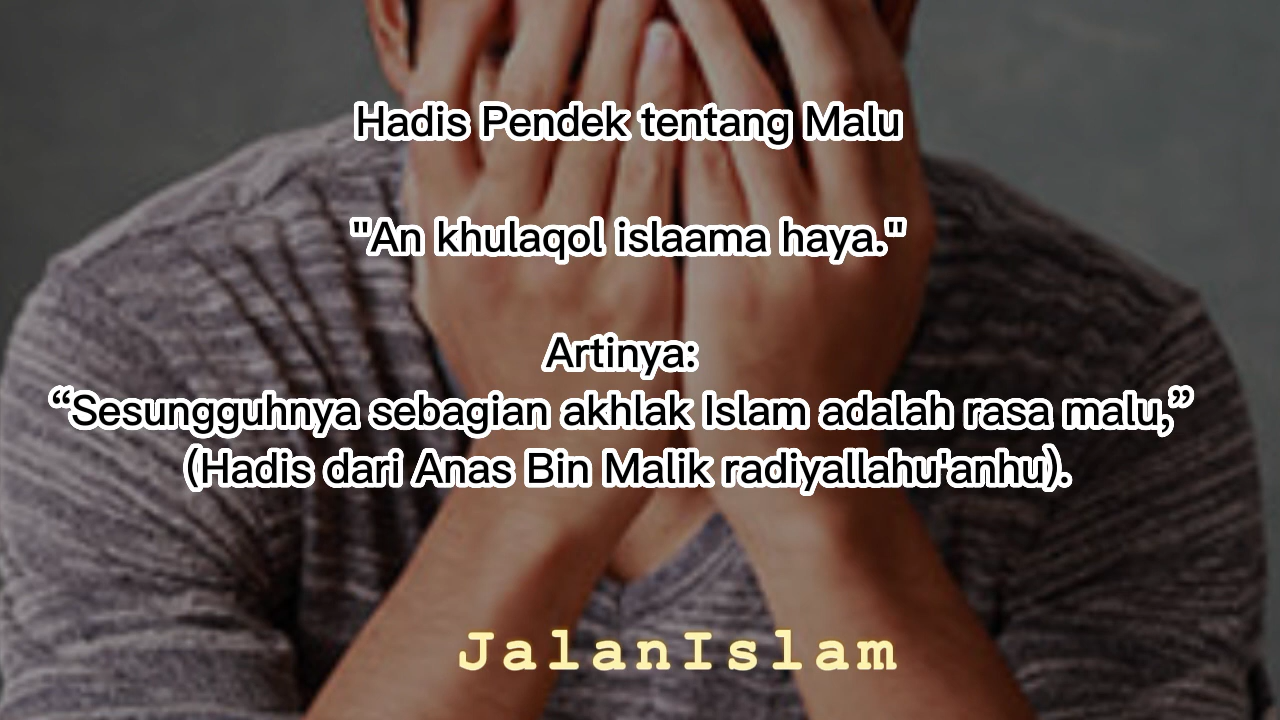 Hadis Pendek tentang Malu
"An khulaqol islaama haya."
Artinya:
“Sesungguhnya sebagian akhlak Islam adalah rasa malu,”
(Hadis dari Anas Bin Malik radiyallahu'anhu).
JalanIslam